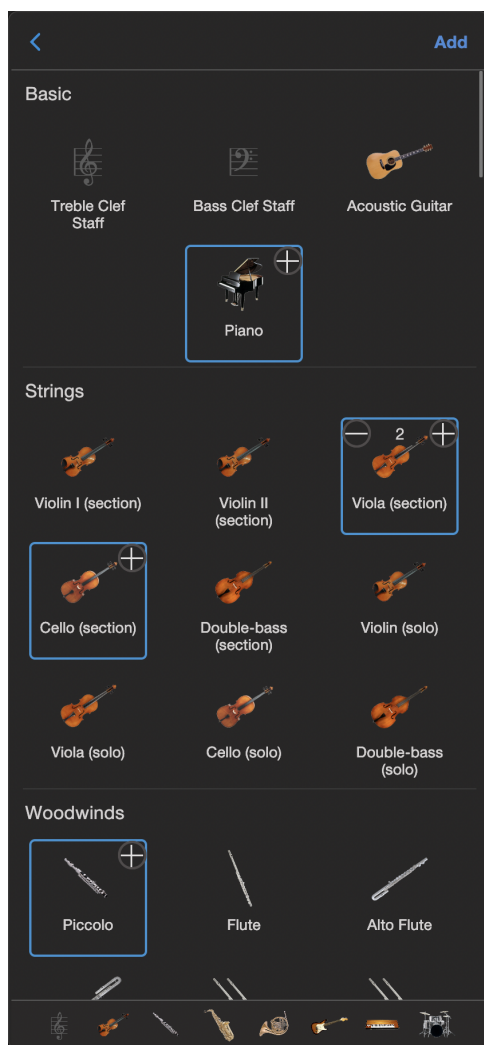 Add
Basic
Treble Clef
Staff
Bass Clef Staff
Acoustic Guitar
Piano
Strings
Violin I (section)
Violin II
(section)
2
Viola (section)
Cello (section)
Double-bass
(section)
Violin (solo)
Viola (solo)
Cello (solo)
Double-bass
(solo)
Woodwinds
Piccolo
Flute
Alto Flute